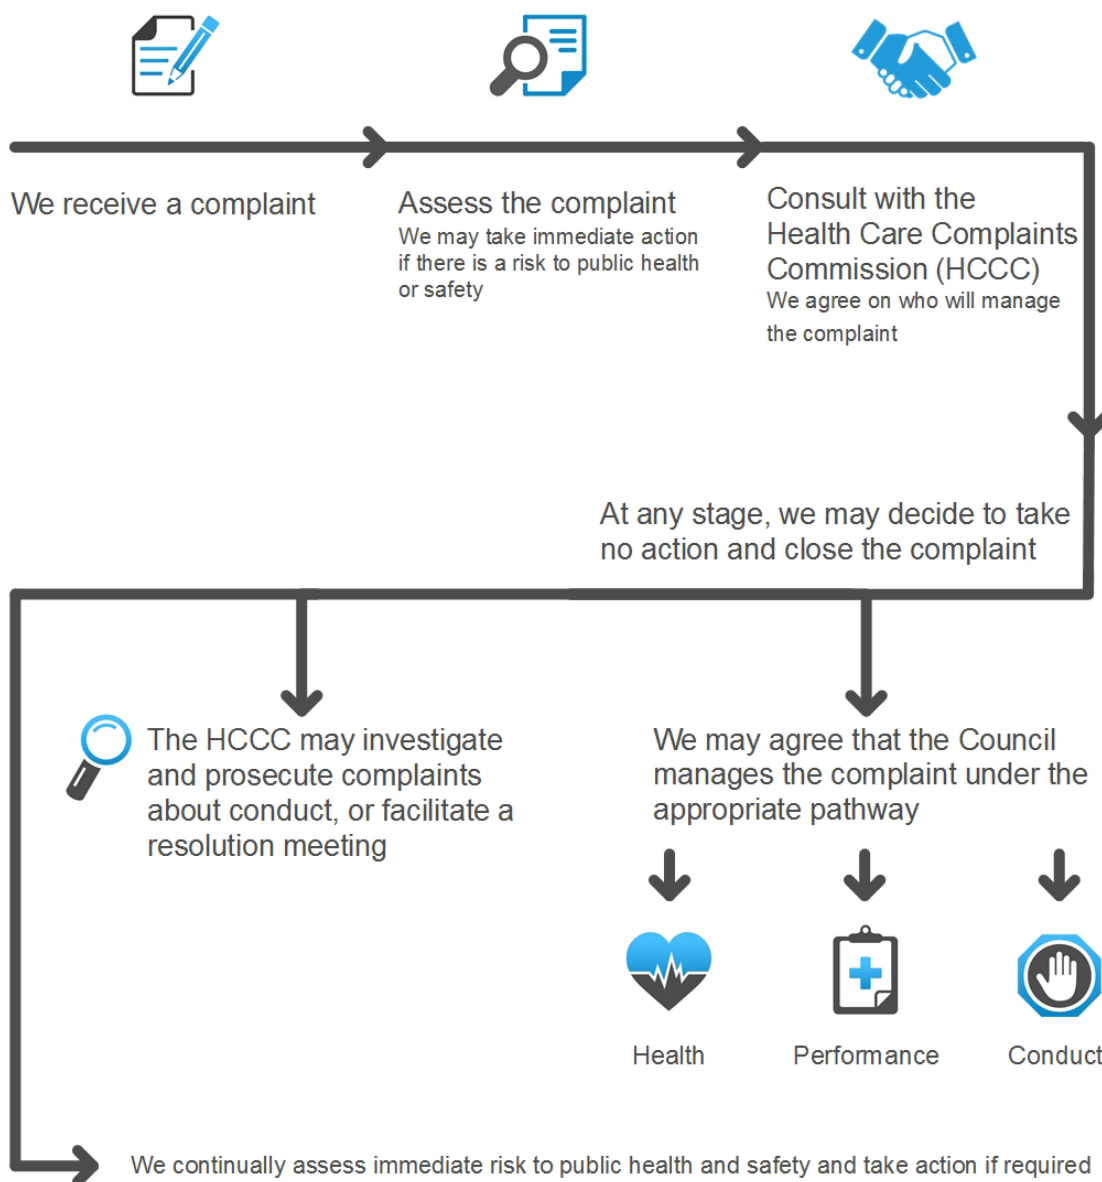 We receive a complaint
Assess the complaint
We may take immediate action
if there is a risk to public health
or safety
Consult with the
Health Care Complaints
Commission (HCCC)
We agree on who will manage
the complaint
At any stage, we may decide to take
no action and close the complaint
The HCCC may investigate
and prosecute complaints
about conduct, or facilitate a
resolution meeting
We may agree that the Council
manages the complaint under the
appropriate pathway
Health
Performance
Conduct
We continually assess immediate risk to public health and safety and take action if required